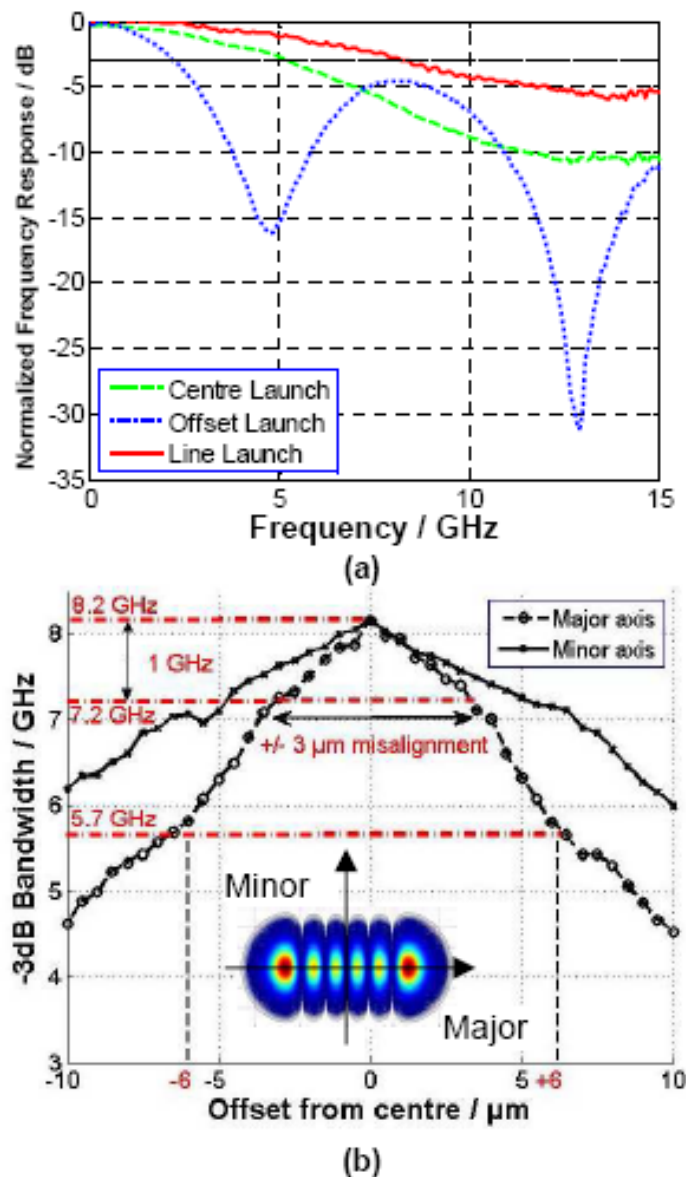 Normalized Frequency Response / dB
0
-5
-10
-15
-20
-25
-30
-35
Centre Launch
Offset Launch
Line Launch
0 5 10 15
Frequency / GHz
(a)
-3dB Bandwidth / GHz
8
7
6
5
4
3
8.2 GHz
1 GHz
7.2 GHz
+/- 3 µm misalignment
5.7 GHz
Major axis
Minor axis
Minor
Major
-10 -6 -5 0 5 +6 10
Offset from centre / µm
(b)